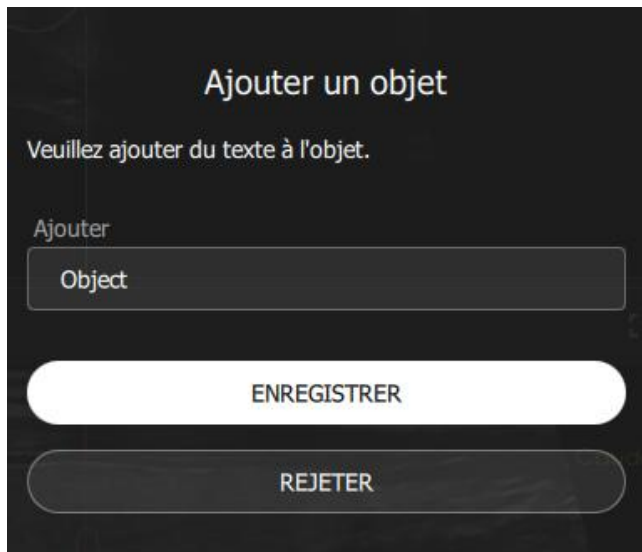 Ajouter un objet
Veuillez ajouter du texte à l'objet.
Ajouter
Object
ENREGISTRER
REJETER